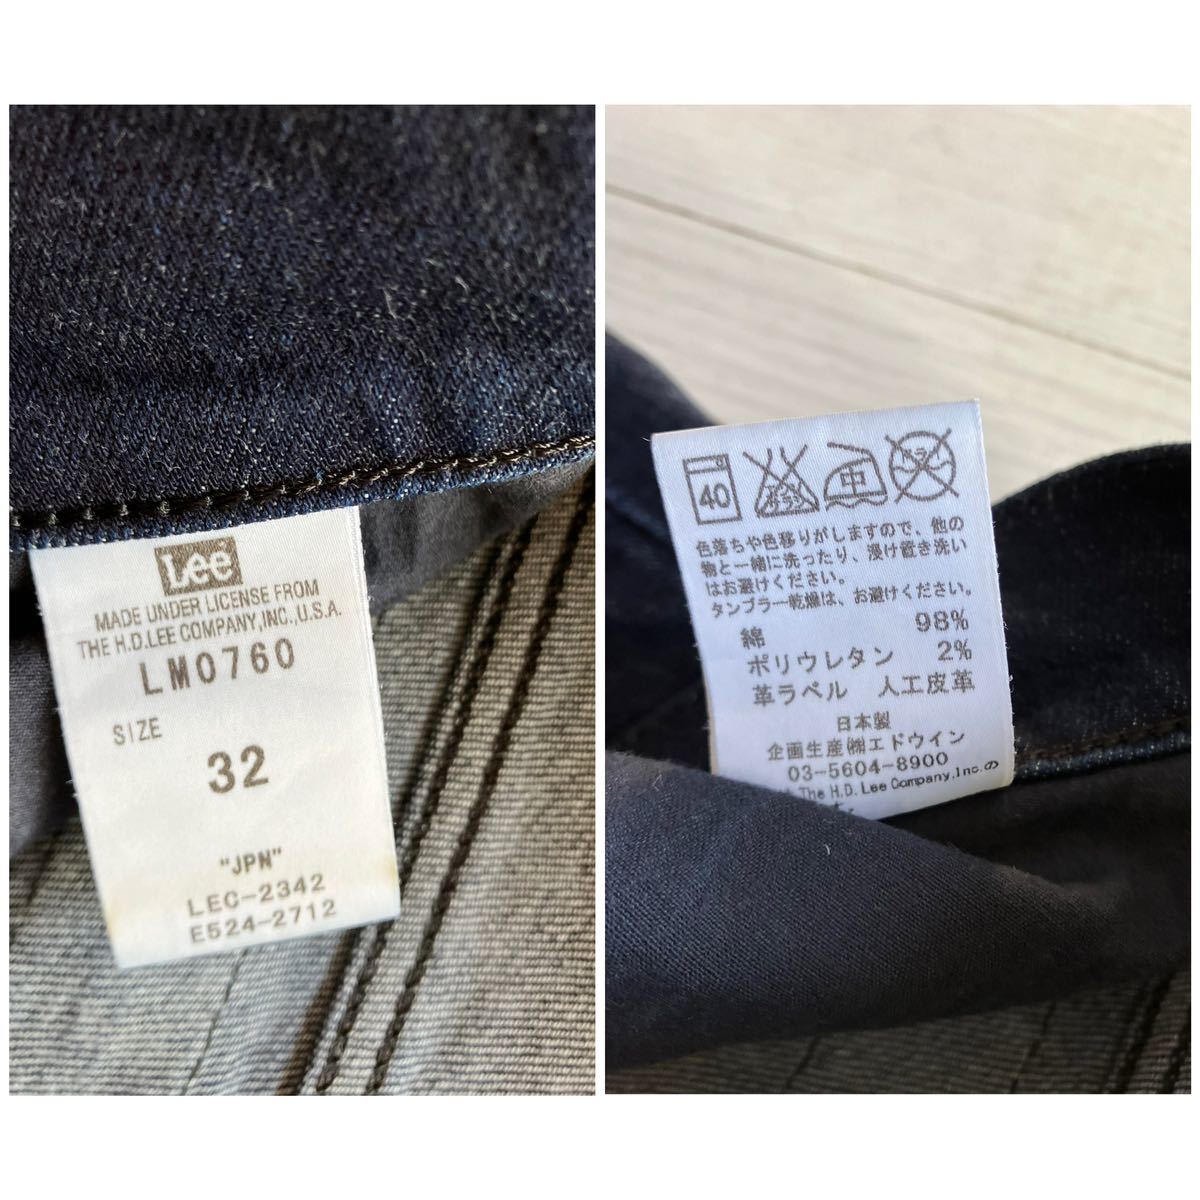 Lee
MADE UNDER LICENSE FROM
THE H.D.LEE COMPANY,INC.,U.S.A.
LM0760
SIZE
32
"JPN"
LEC-2342
E524-2712
40
中
色落ちや色移りがしますので、他の
物と一緒に洗ったり、浸け置き洗い
はお避けください。
タンブラー乾燥は、お避けください。
綿 98%
ポリウレタン 2%
革ラベル 人工皮革
日本製
企画生産㈱エドウイン
03-5604-8900
The H.D. Lee Company,Inc.の